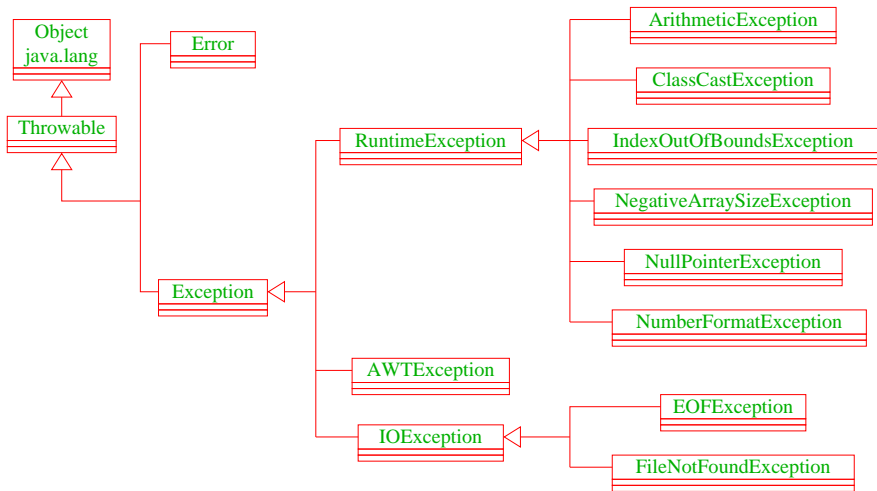 Object
java.lang
Throwable
Error
Exception
RuntimeException
AWTException
IOException
ArithmeticException
ClassCastException
IndexOutOfBoundsException
NegativeArraySizeException
NullPointerException
NumberFormatException
EOFException
FileNotFoundException